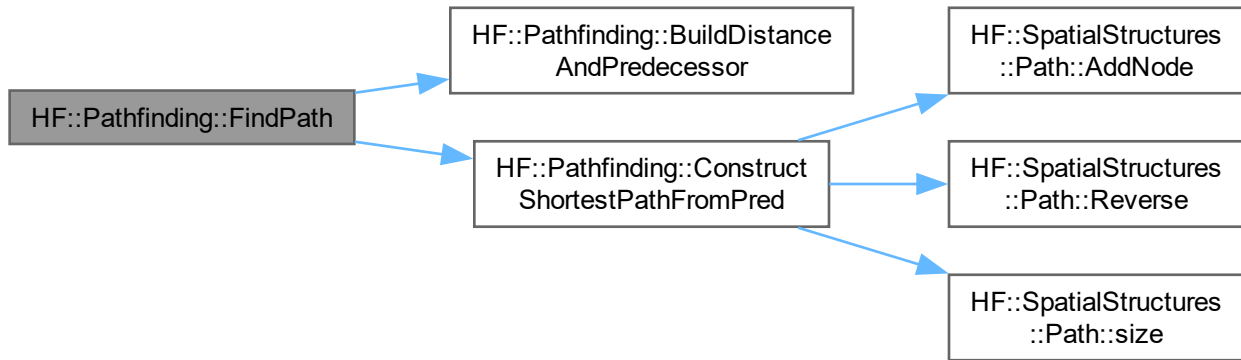 HF::Pathfinding::FindPath
HF::Pathfinding::BuildDistance
AndPredecessor
HF::Pathfinding::Construct
ShortestPathFromPred
HF::SpatialStructures
::Path::AddNode
HF::SpatialStructures
::Path::Reverse
HF::SpatialStructures
::Path::size